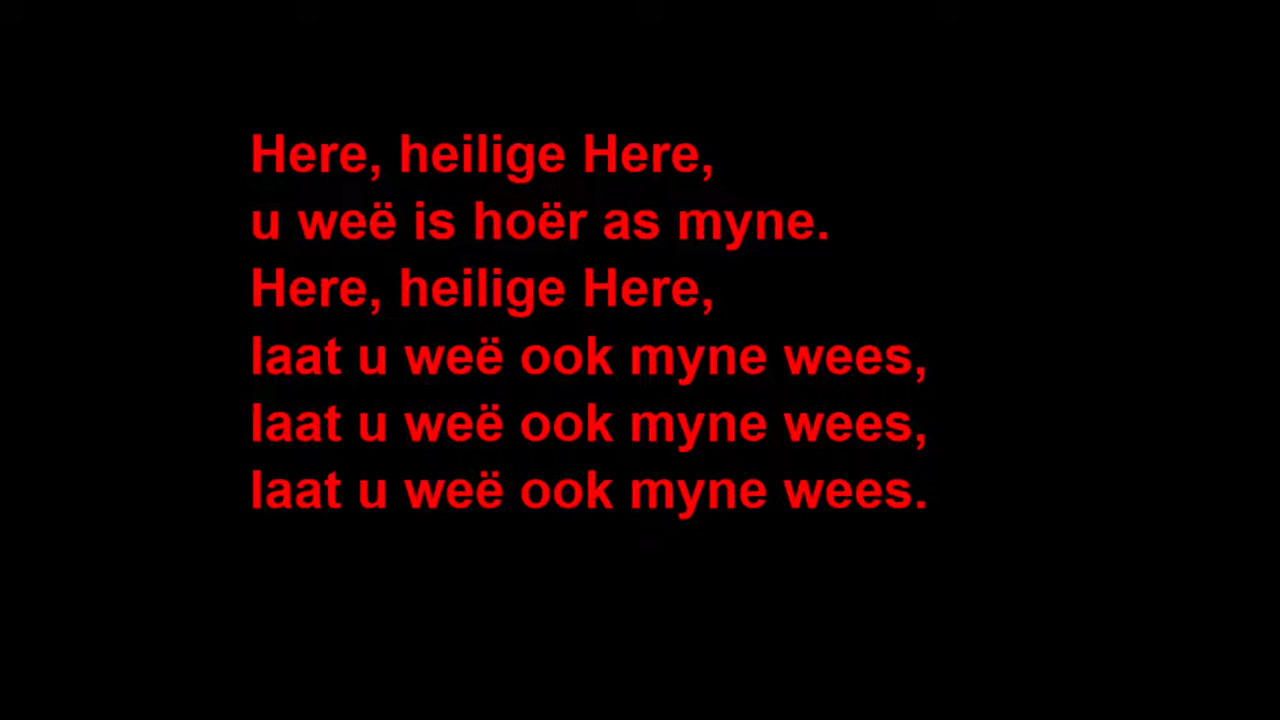 Here, heilige Here,
u weë is hoër as myne.
Here, heilige Here,
laat u weë ook myne wees,
laat u weë ook myne wees,
laat u weë ook myne wees.